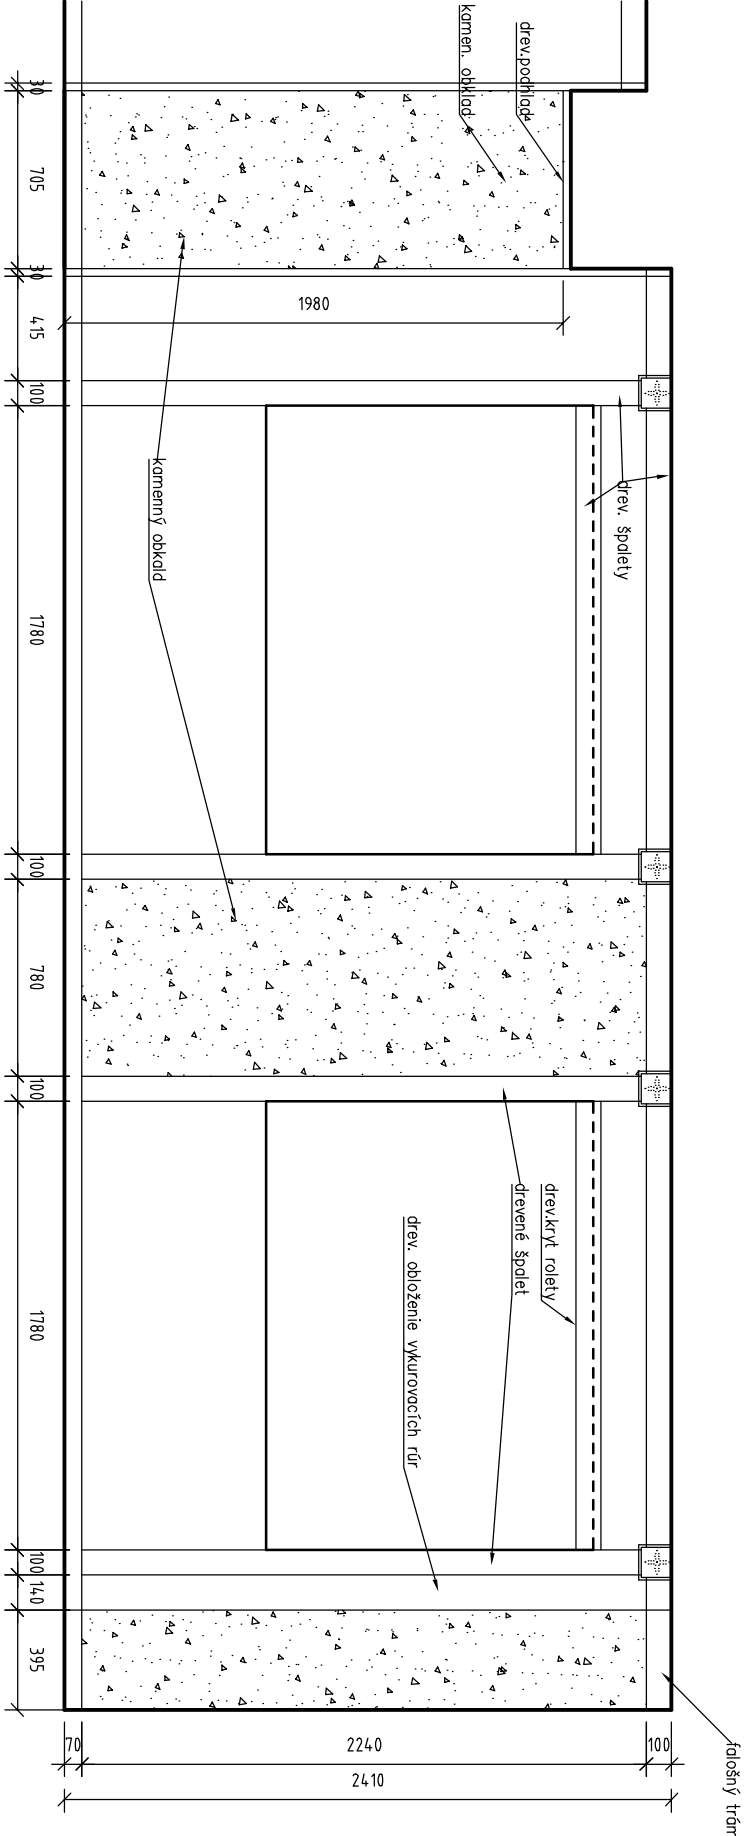 kamen. obklad
drev.podhlad
30
705
30
415
100
1780
100
780
100
1780
100
140
395
1980
drev. špalety
kamenný obkald
drev.kryt rolety
drevené špalet
drev. obloženie vykurovacích rúr
falošný trám
70
2240
100
2410